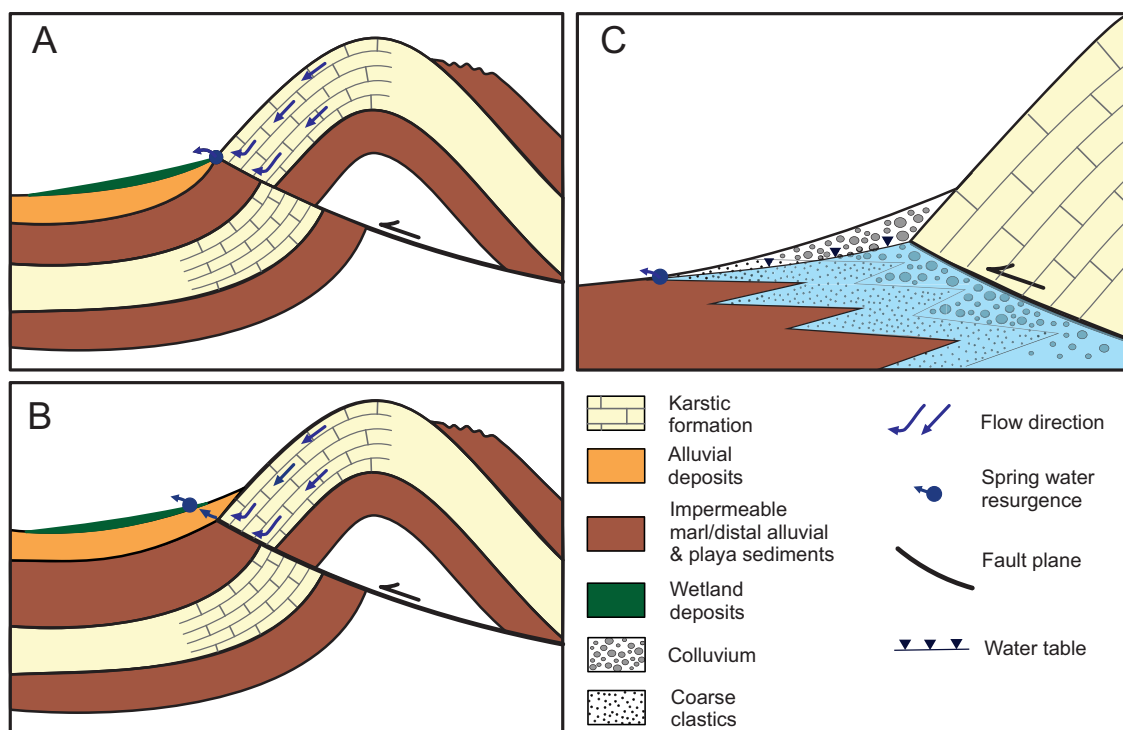 A
C
B
Karstic
formation
Alluvial
deposits
Impermeable
marl/distal alluvial
& playa sediments
Wetland
deposits
Colluvium
Coarse
clastics
Flow direction
Spring water
resurgence
Fault plane
Water table